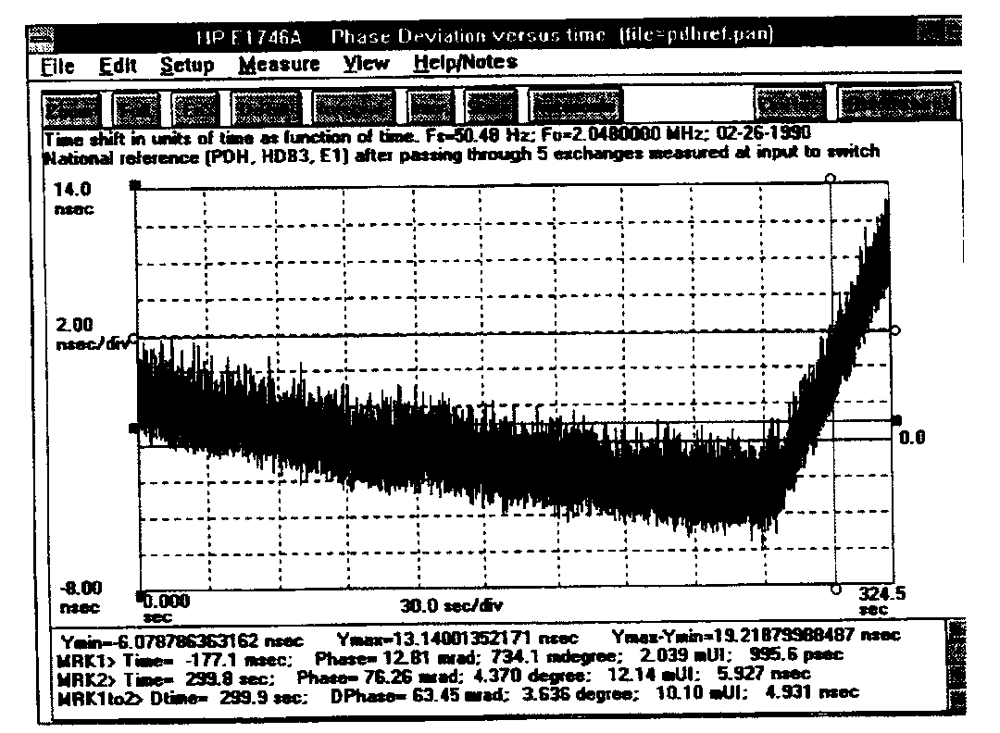 HP E1746A Phase Deviation versus time (file=pdhref.pan)
File Edit Setup Measure View Help/Notes
Time shift in units of time as function of time. Fs=50.48 Hz; Fo=2.0480000 MHz; 02-26-1990
National reference (PDH, HDB3, E1) after passing through 5 exchanges measured at input to switch
14.0
nsec
2.00
nsec/div
0.0
-8.00
nsec
0.000
sec
30.0 sec/div
324.5
sec
Ymin=-6.078786363162 nsec Ymax=13.14001352171 nsec Ymax-Ymin=19.21879988487 nsec
MRK1> Time= -177.1 msec; Phase= 12.81 mrad; 734.1 mdegree; 2.039 mUI; 995.6 psec
MRK2> Time= 299.8 sec; Phase= 76.26 mrad; 4.370 degree; 12.14 mUI; 5.927 nsec
MRK1to2> Dtime= 299.9 sec; DPhase= 63.45 mrad; 3.636 degree; 10.10 mUI; 4.931 nsec